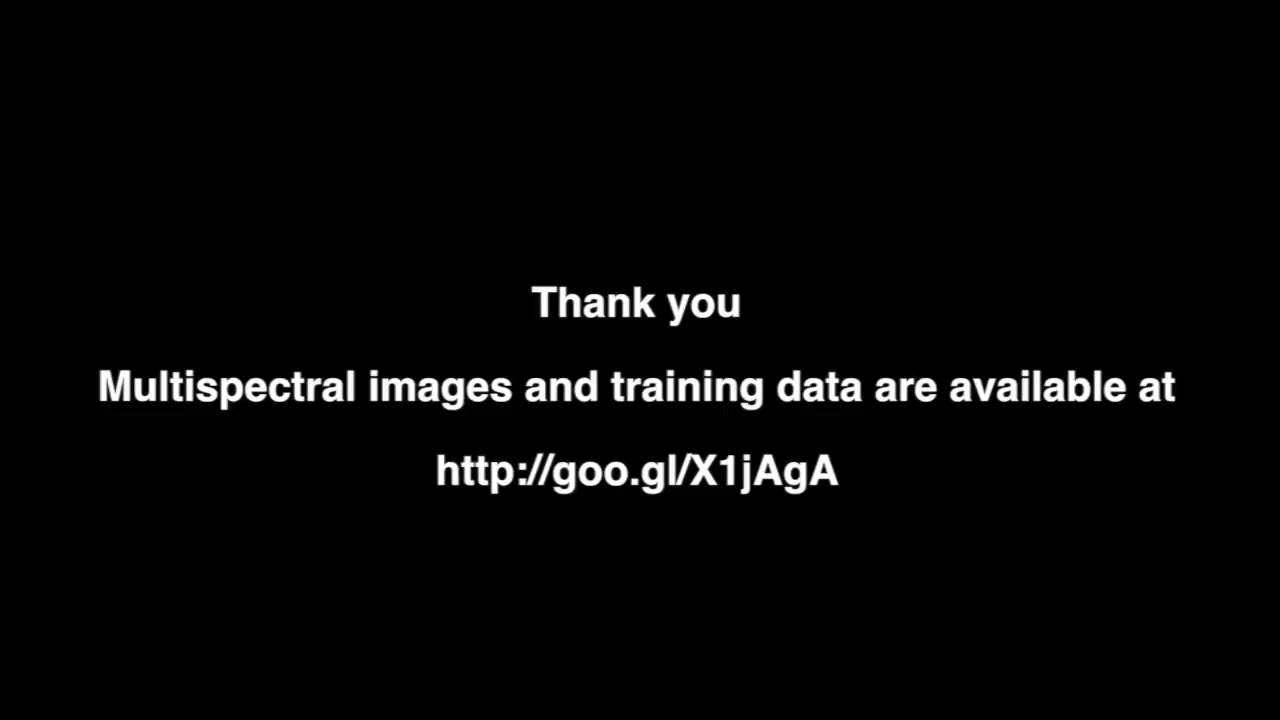 Thank you
Multispectral images and training data are available at
http://goo.gl/X1jAgA